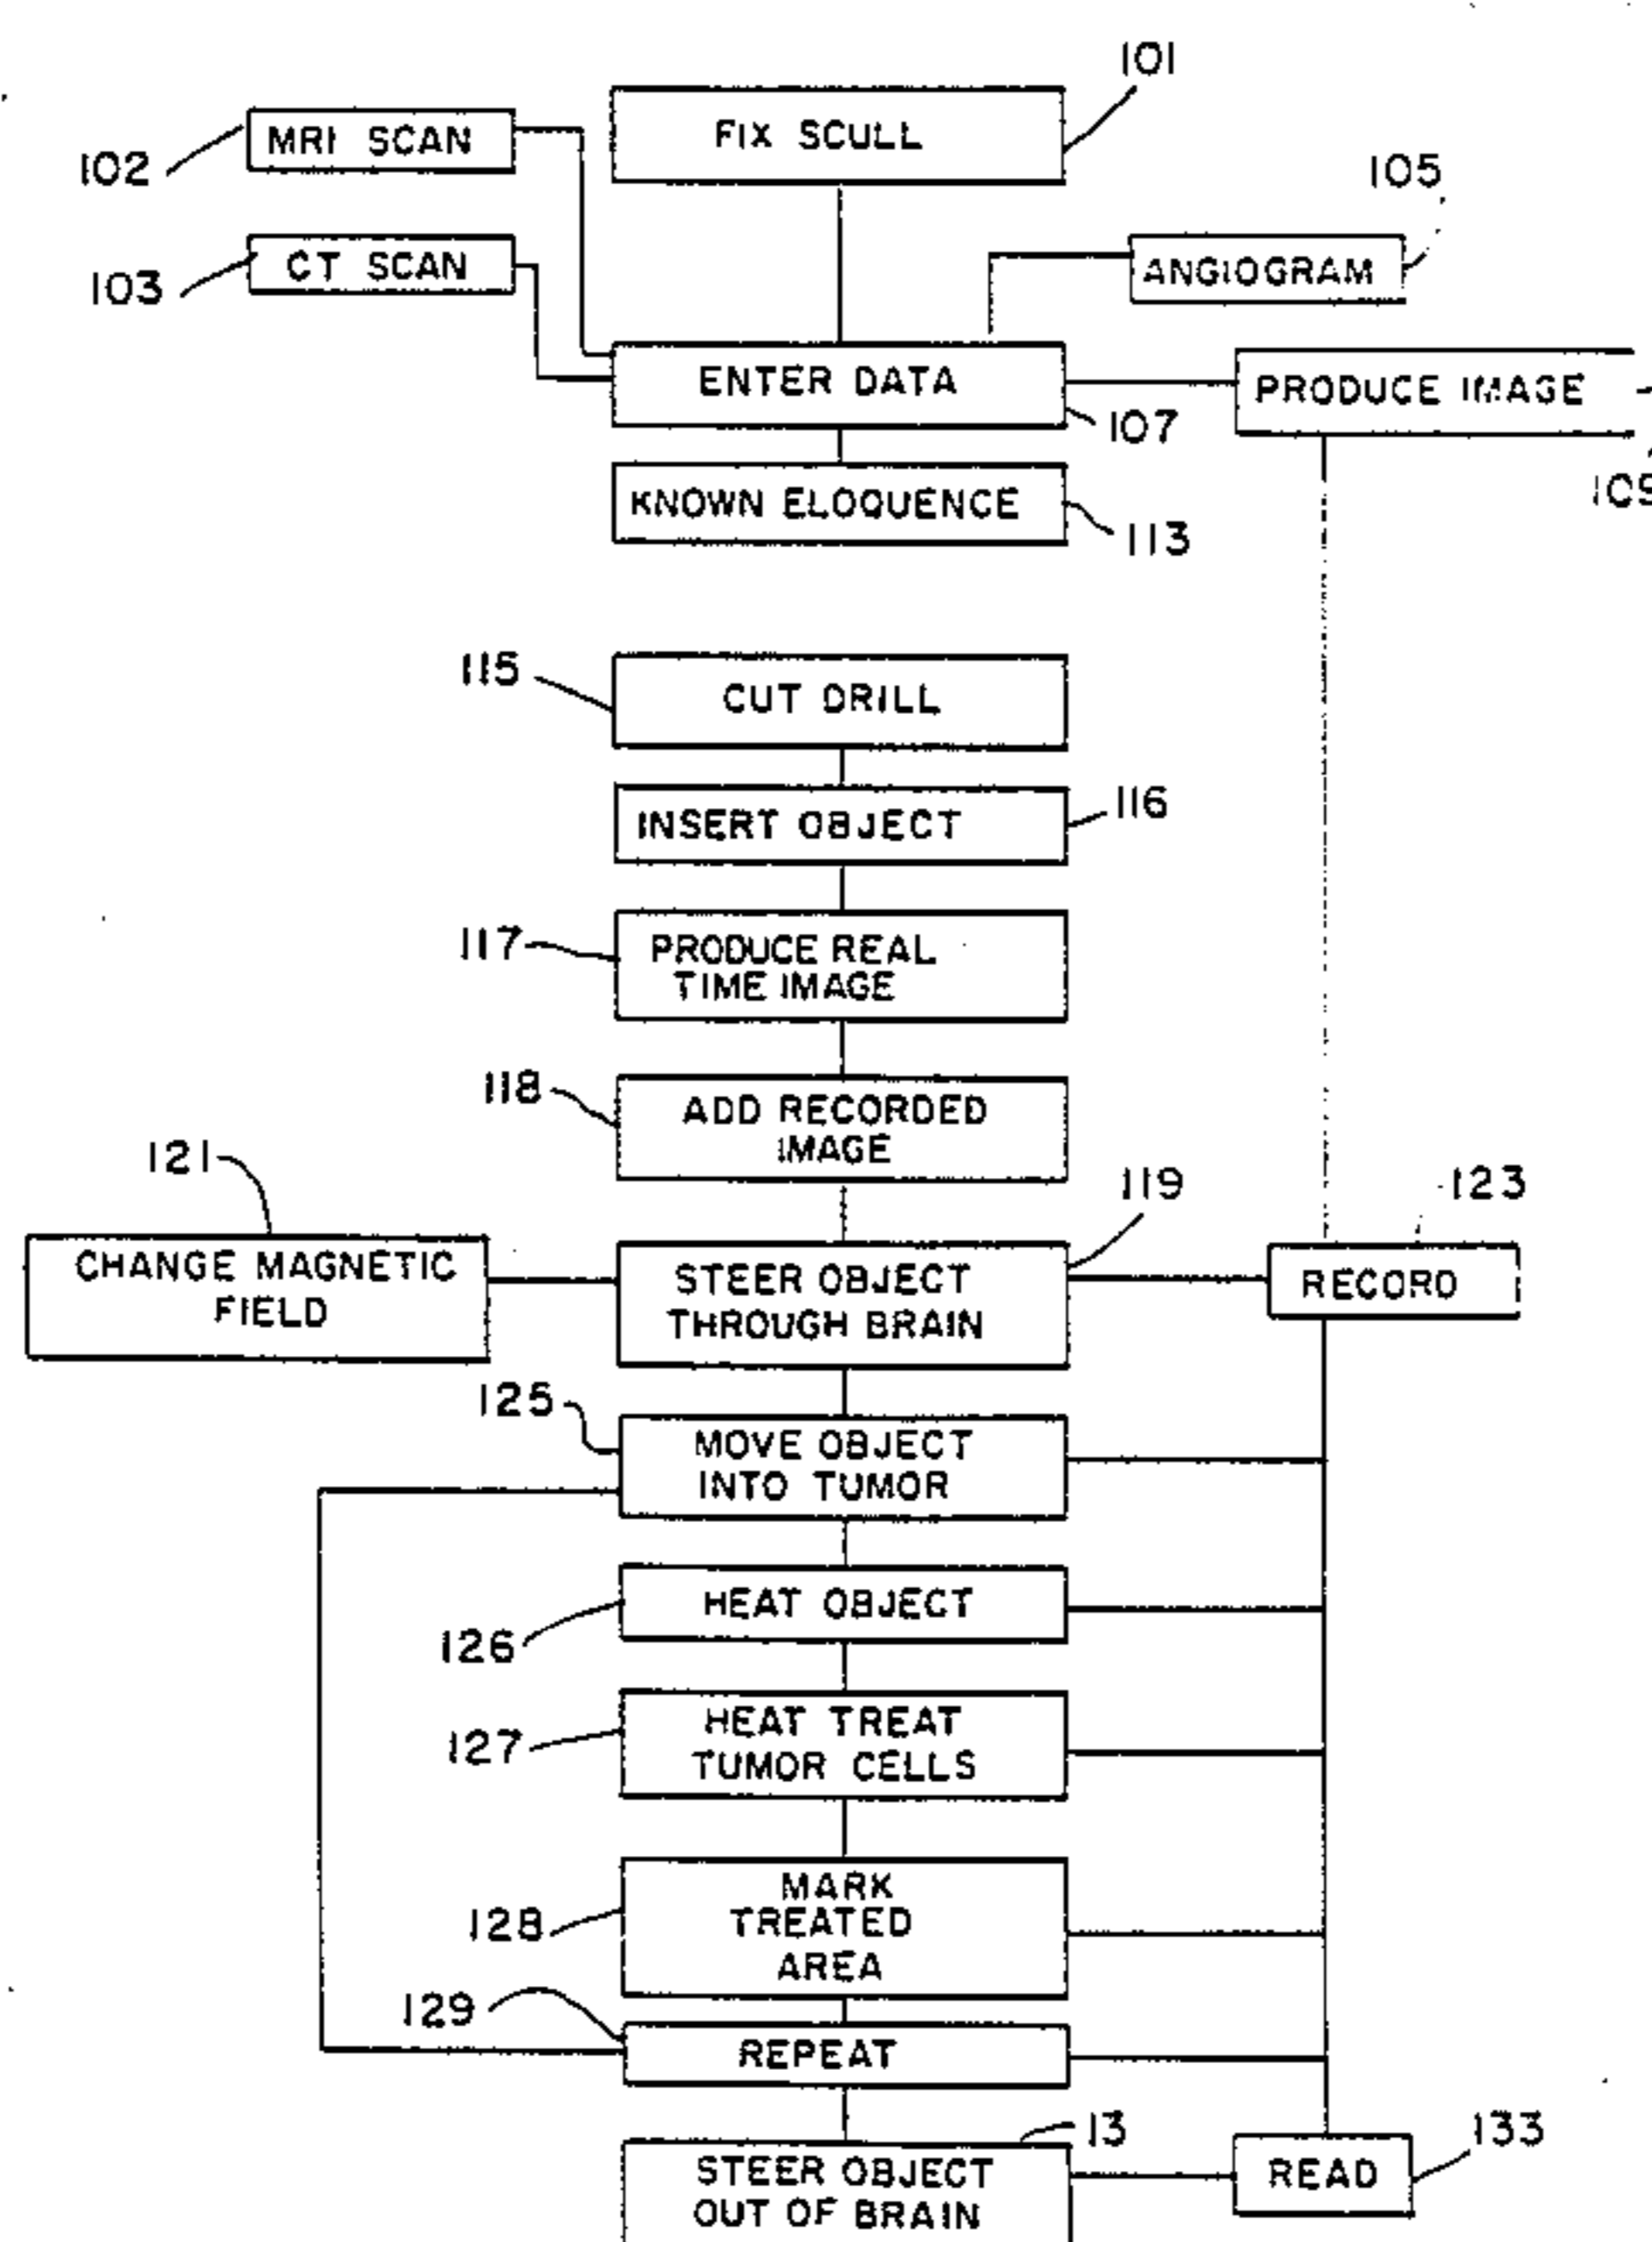 101
MRI SCAN
FIX SCULL
102
105
CT SCAN
103
ANGIOGRAM
ENTER DATA
PRODUCE IMAGE
107
KNOWN ELOQUENCE
113
115
CUT DRILL
INSERT OBJECT
116
117
PRODUCE REAL
TIME IMAGE
118
ADD RECORDED
IMAGE
121
119
123
CHANGE MAGNETIC
FIELD
STEER OBJECT
THROUGH BRAIN
RECORD
125
MOVE OBJECT
INTO TUMOR
HEAT OBJECT
126
HEAT TREAT
TUMOR CELLS
127
MARK
TREATED
AREA
128
129
REPEAT
13
133
STEER OBJECT
OUT OF BRAIN
READ